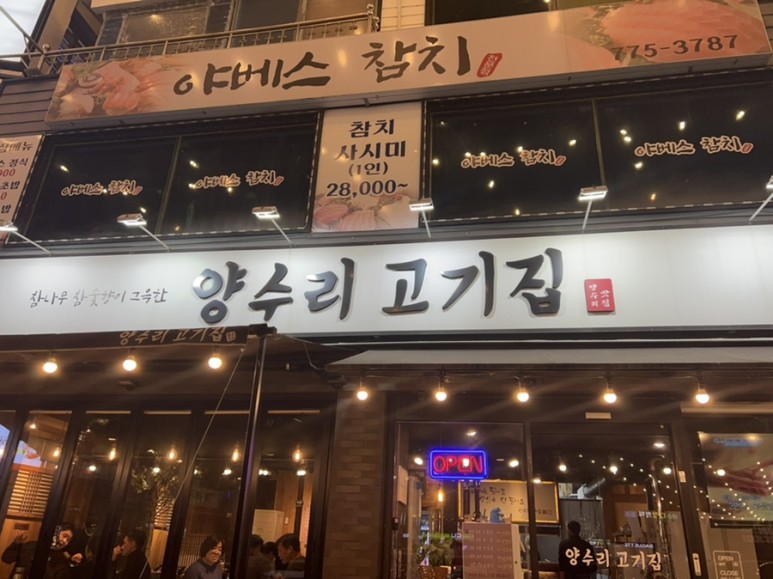 야베스 참치
775-3787
참치
사시미
(1인)
28,000~
야베스 참치
야베스 참치
야베스 참치
야베스 참치
참나무 참숯향이 그윽한
양수리 고기집
양수리 고기집
OPEN
양수리 고기집
OPEN
CLOSE